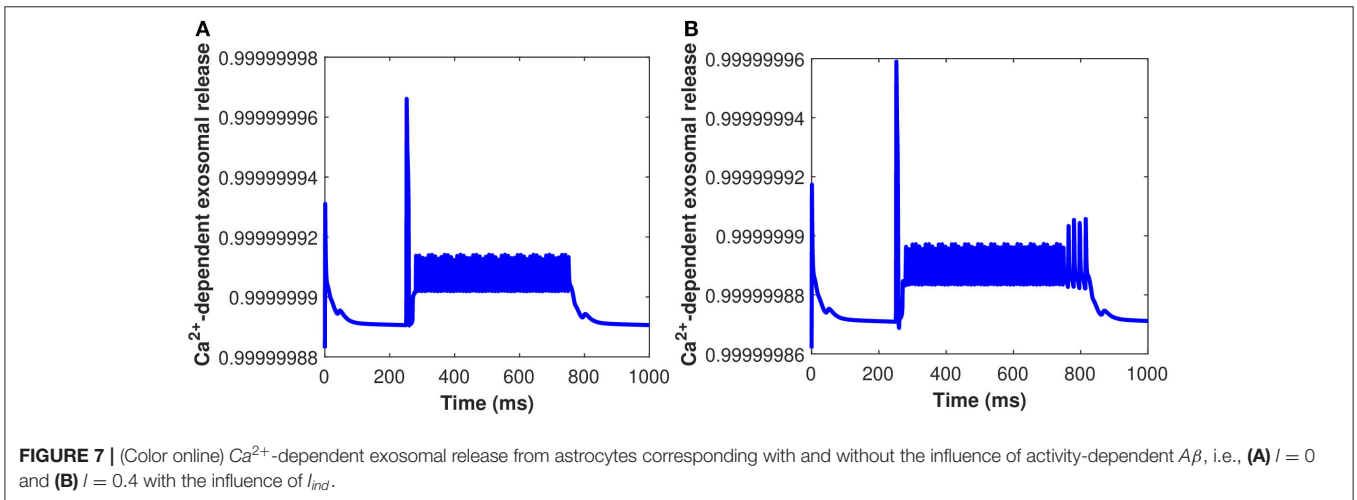 A
Ca²⁺-dependent exosomal release
0.99999998
0.99999996
0.99999994
0.99999992
0.9999999
0.99999988
0 200 400 600 800 1000
Time (ms)
B
Ca²⁺-dependent exosomal release
0.99999996
0.99999994
0.99999992
0.9999999
0.99999988
0.99999986
0 200 400 600 800 1000
Time (ms)
FIGURE 7 | (Color online) Ca²⁺-dependent exosomal release from astrocytes corresponding with and without the influence of activity-dependent Aβ, i.e., (A) l = 0
and (B) l = 0.4 with the influence of I_ind.